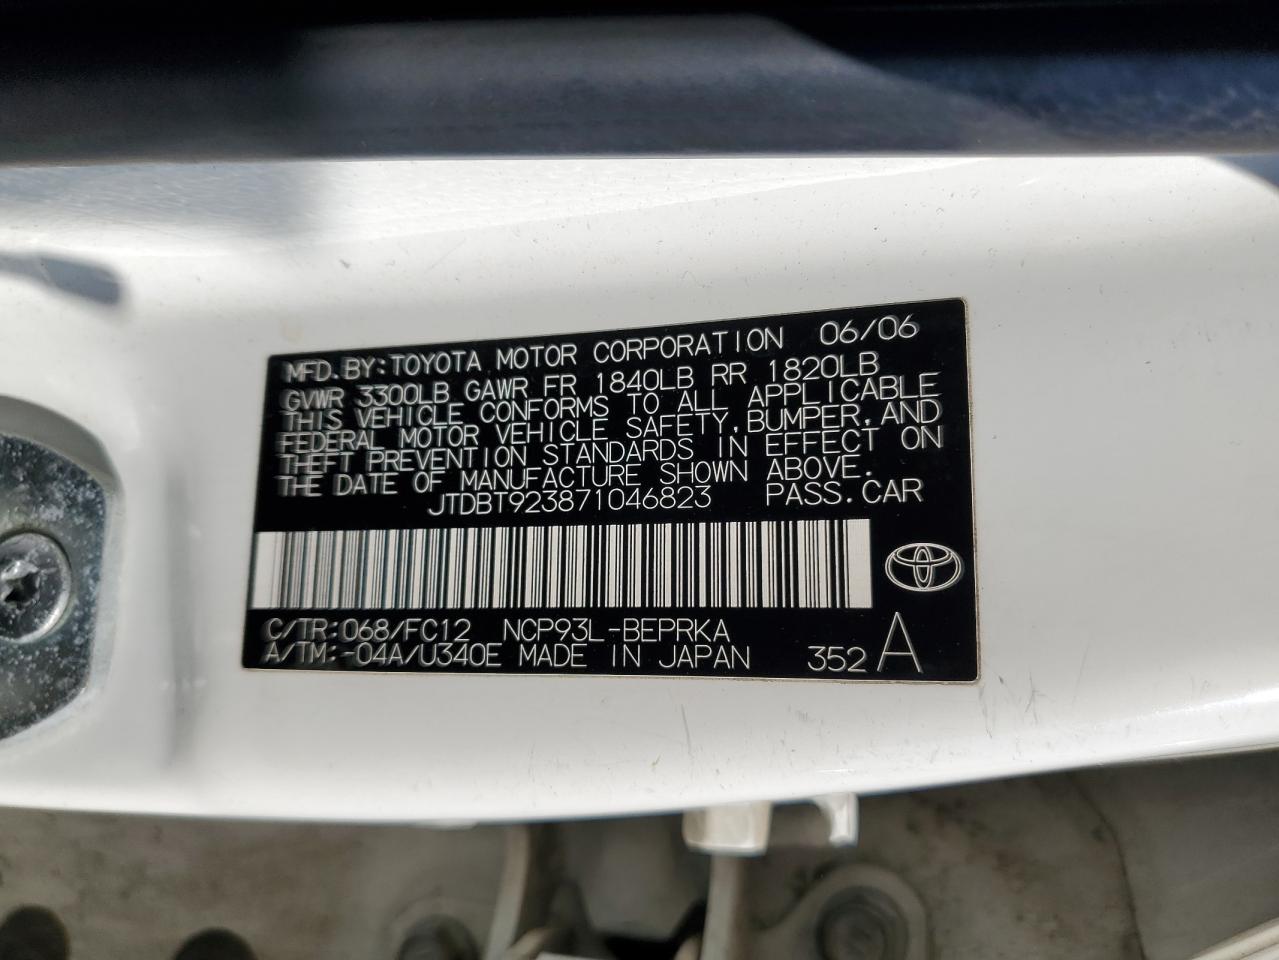 MFD.BY:TOYOTA MOTOR CORPORATION 06/06
GVWR 3300LB GAWR FR 1840LB RR 1820LB
THIS VEHICLE CONFORMS TO ALL APPLICABLE
FEDERAL MOTOR VEHICLE SAFETY,BUMPER,AND
THEFT PREVENTION STANDARDS IN EFFECT ON
THE DATE OF MANUFACTURE SHOWN ABOVE.
JTDBT923871046823 PASS.CAR
C/TR:068/FC12 NCP93L-BEPRKA
A/TM:-04A/U340E MADE IN JAPAN 352 A